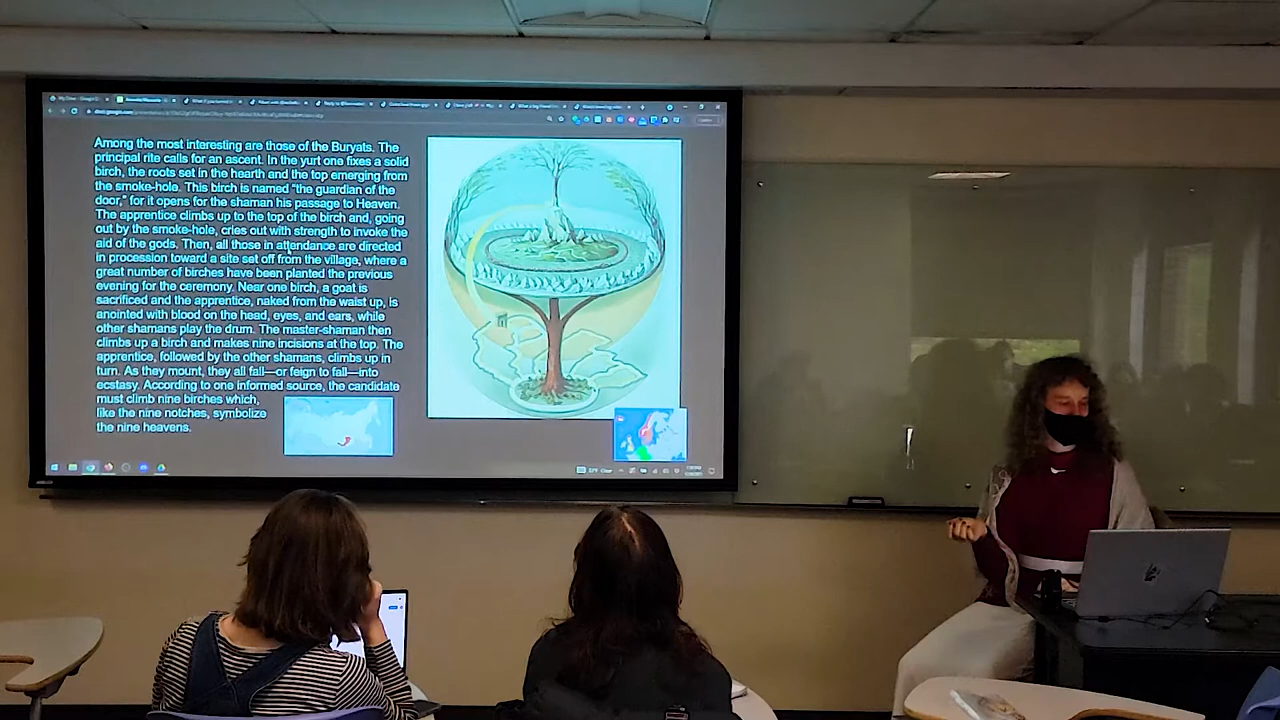 Among the most interesting are those of the Buryats. The
principal rite calls for an ascent. In the yurt one fixes a solid
birch, the roots set in the hearth and the top emerging from
the smoke-hole. This birch is named "the guardian of the
door," for it opens for the shaman his passage to Heaven.
The apprentice climbs up to the top of the birch and, going
out by the smoke-hole, cries out with strength to invoke the
aid of the gods. Then, all those in attendance are directed
in procession toward a site set off from the village, where a
great number of birches have been planted the previous
evening for the ceremony. Near one birch, a goat is
sacrificed and the apprentice, naked from the waist up, is
anointed with blood on the head, eyes, and ears, while
other shamans play the drum. The master-shaman then
climbs up a birch and makes nine incisions at the top. The
apprentice, followed by the other shamans, climbs up in
turn. As they mount, they all fall—or feign to fall—into
ecstasy. According to one informed source, the candidate
must climb nine birches which,
like the nine notches, symbolize
the nine heavens.